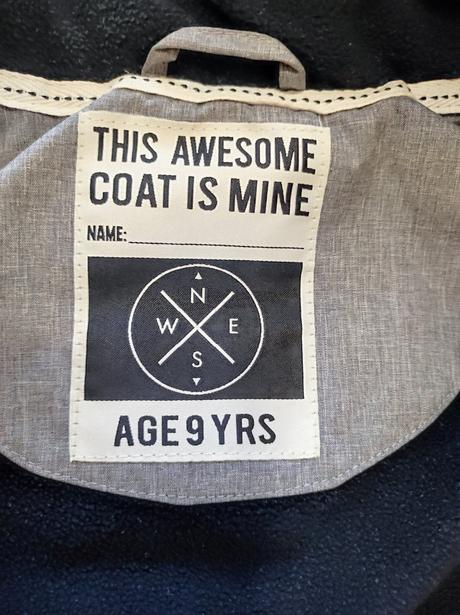 THIS AWESOME
COAT IS MINE
NAME:
N
W E
S
AGE 9 YRS